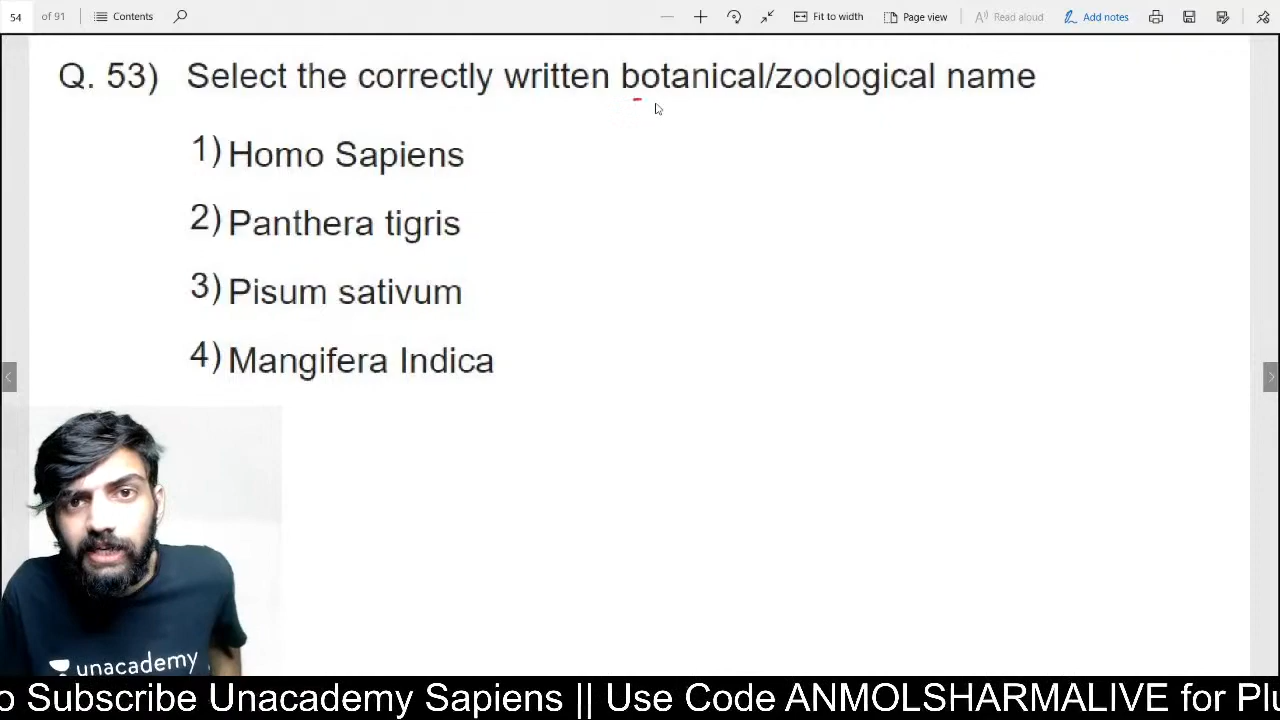 54 of 91 Contents Fit to width Page view Read aloud Add notes
Q. 53) Select the correctly written botanical/zoological name
1) Homo Sapiens
2) Panthera tigris
3) Pisum sativum
4) Mangifera Indica
unacademy
o Subscribe Unacademy Sapiens || Use Code ANMOLSHARMALIVE for Plu